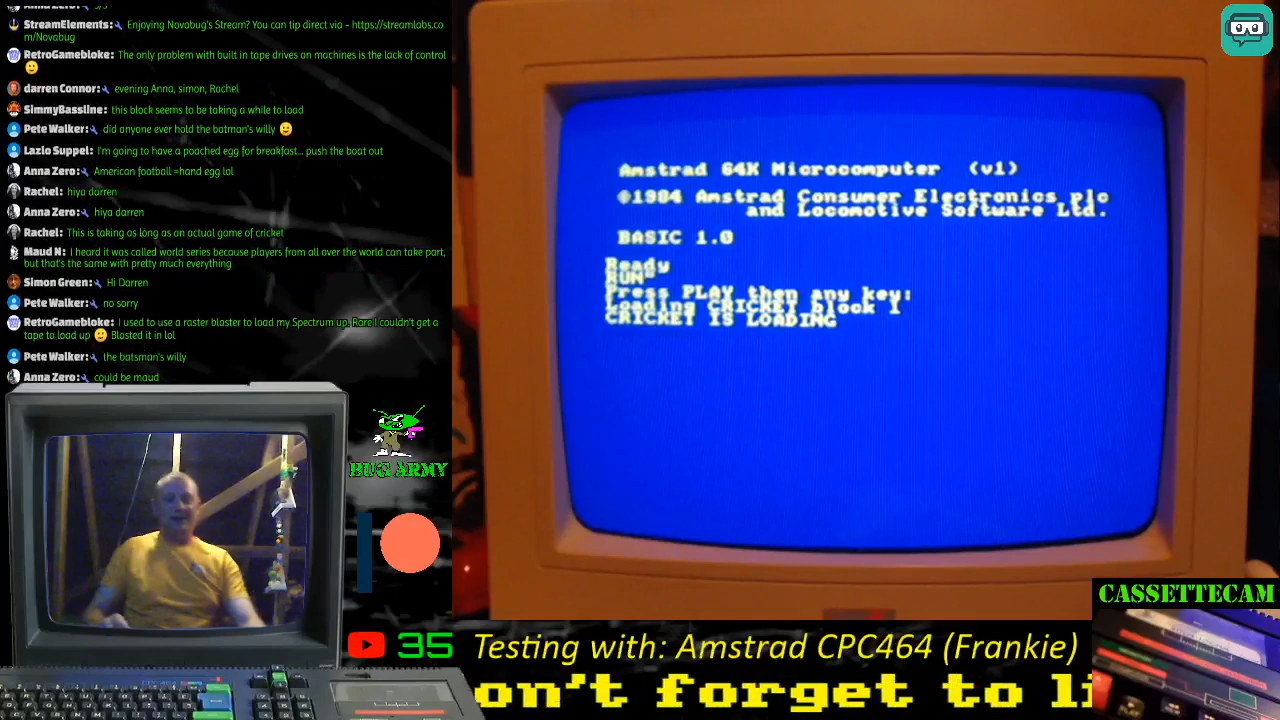 StreamElements: Enjoying Novabug's Stream? You can tip direct via - https://streamlabs.co
m/Novabug
RetroGamebloke: The only problem with built in tape drives on machines is the lack of control
darren Connor: evening Anna, simon, Rachel
SimmyBassline: this block seems to be taking a while to load
Pete Walker: did anyone ever hold the batman's willy
Lazlo Suppel: I'm going to have a poached egg for breakfast... push the boat out
Anna Zero: American football =hand egg lol
Rachel: hiya darren
Anna Zero: hiya darren
Rachel: This is taking as long as an actual game of cricket
Maud N: I heard it was called world series because players from all over the world can take part,
but that's the same with pretty much everything
Simon Green: Hi Darren
Pete Walker: no sorry
RetroGamebloke: I used to use a raster blaster to load my Spectrum up. Rare I couldn't get a
tape to load up Blasted it in lol
Pete Walker: the batsman's willy
Anna Zero: could be maud
Amstrad 64K Microcomputer (v1)
©1984 Amstrad Consumer Electronics plc
and Locomotive Software Ltd.
BASIC 1.0
Ready
RUN"
Press PLAY then any key:
Loading CRICKET block 1
CRICKET IS LOADING
BUG ARMY
CASSETTECAM
35
Testing with: Amstrad CPC464 (Frankie)
on't forget to li